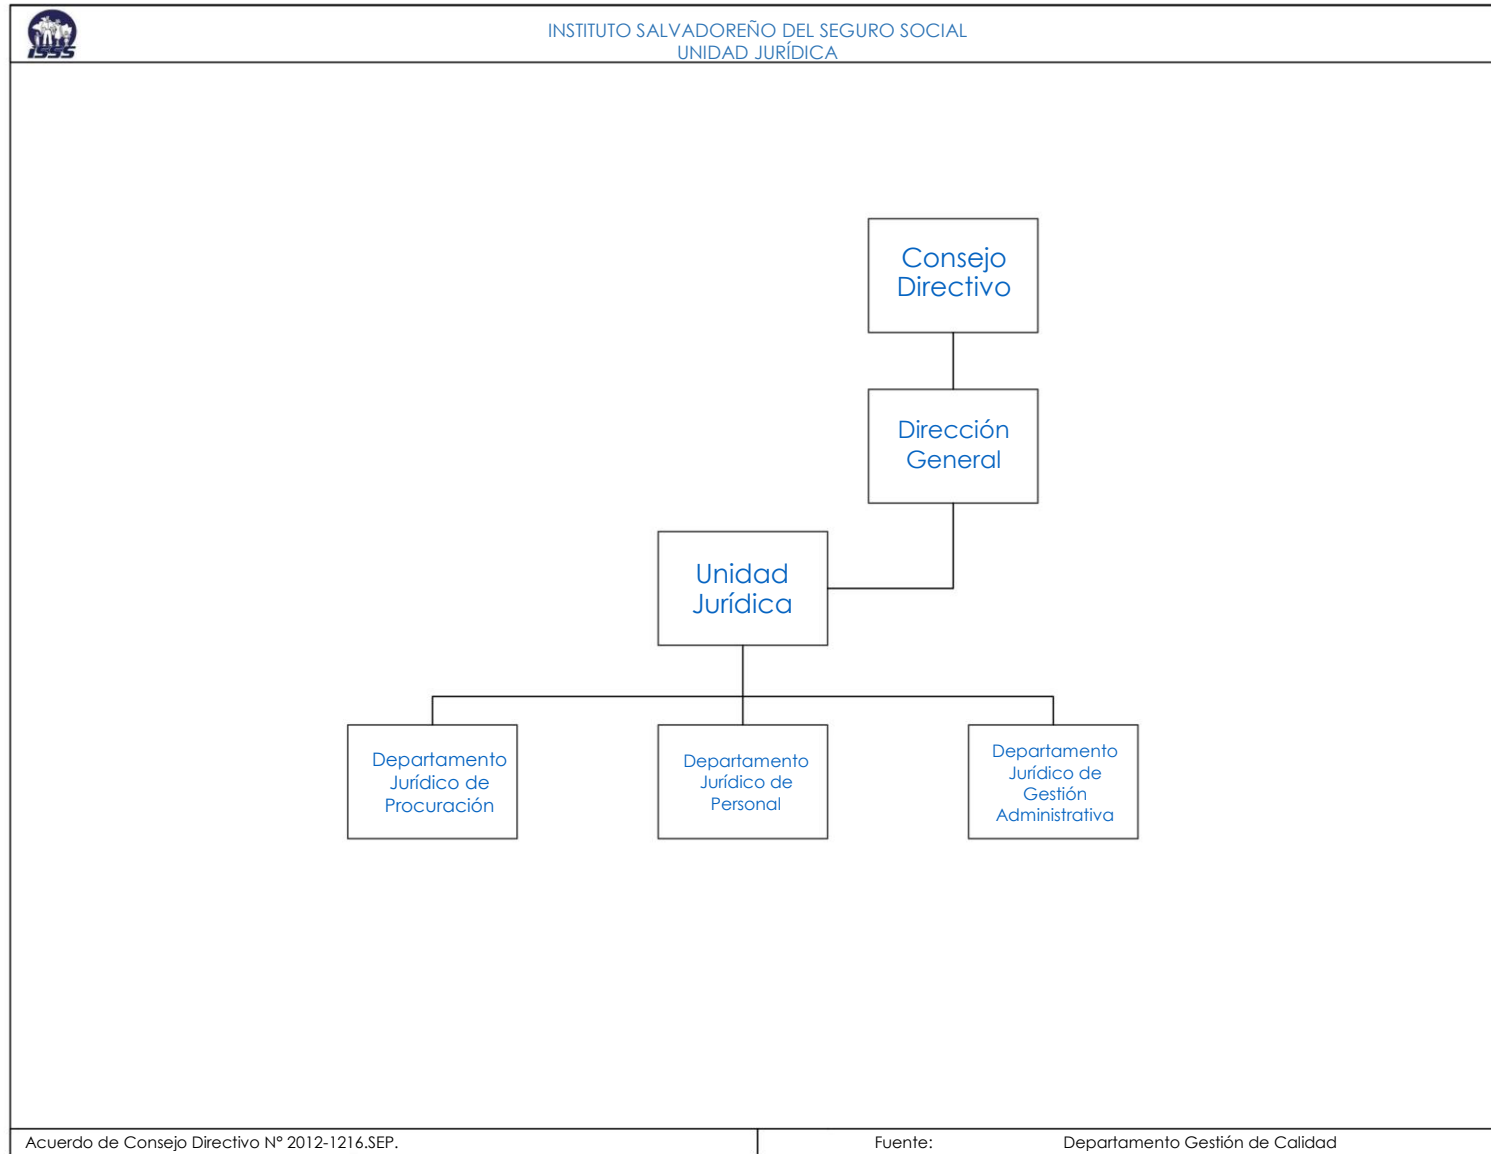 ISSS
INSTITUTO SALVADOREÑO DEL SEGURO SOCIAL
UNIDAD JURÍDICA
Consejo
Directivo
Dirección
General
Unidad
Jurídica
Departamento
Jurídico de
Procuración
Departamento
Jurídico de
Personal
Departamento
Jurídico de
Gestión
Administrativa
Acuerdo de Consejo Directivo N° 2012-1216.SEP.
Fuente: Departamento Gestión de Calidad